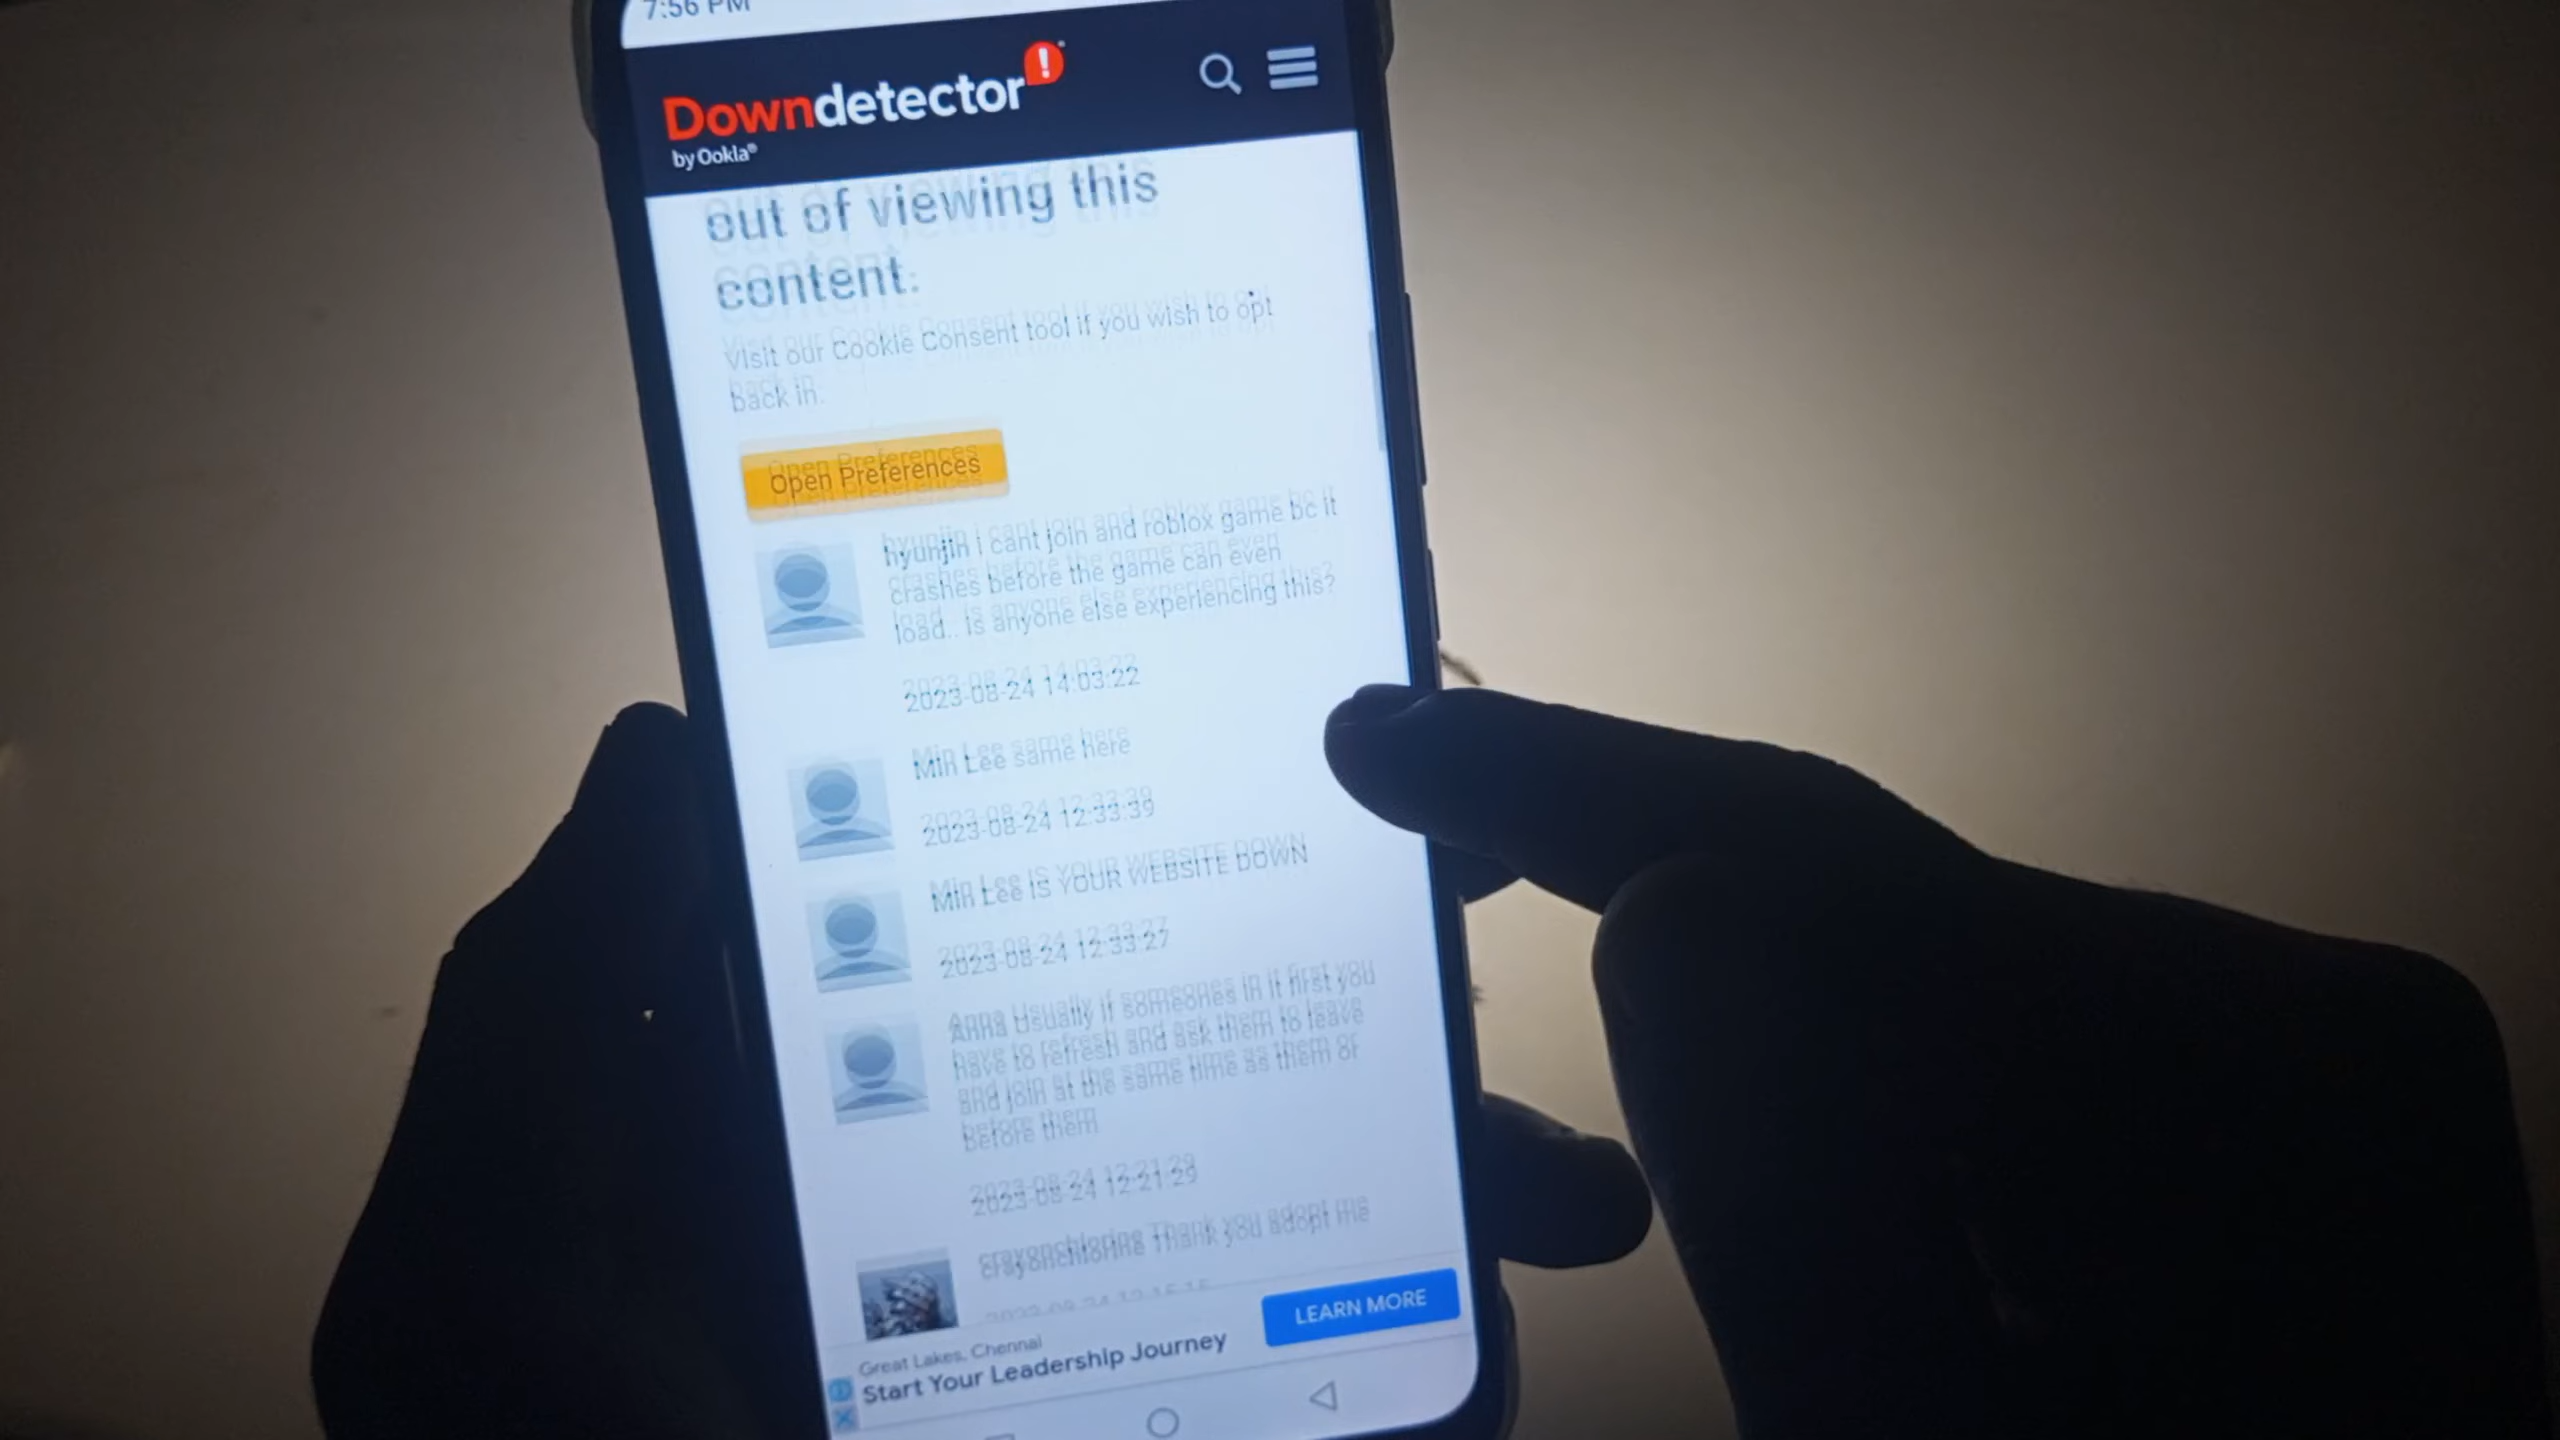 7:56 PM
Downdetector!
by Ookla®
out of viewing this
content.
Visit our Cookie Consent tool if you wish to opt
back in.
Open Preferences
hyunjin i cant join and roblox game bc it
crashes before the game can even
load.. is anyone else experiencing this?
2023-08-24 14:03:22
Min Lee same here
2023-08-24 12:33:39
Min Lee IS YOUR WEBSITE DOWN
2023-08-24 12:33:27
Anna Usually if someones in it first you
have to refresh and ask them to leave
and join at the same time as them or
before them
2023-08-24 12:21:29
crayonchlorine Thank you adopt me
2023-08-24 12:15:15
Great Lakes, Chennai
Start Your Leadership Journey
LEARN MORE